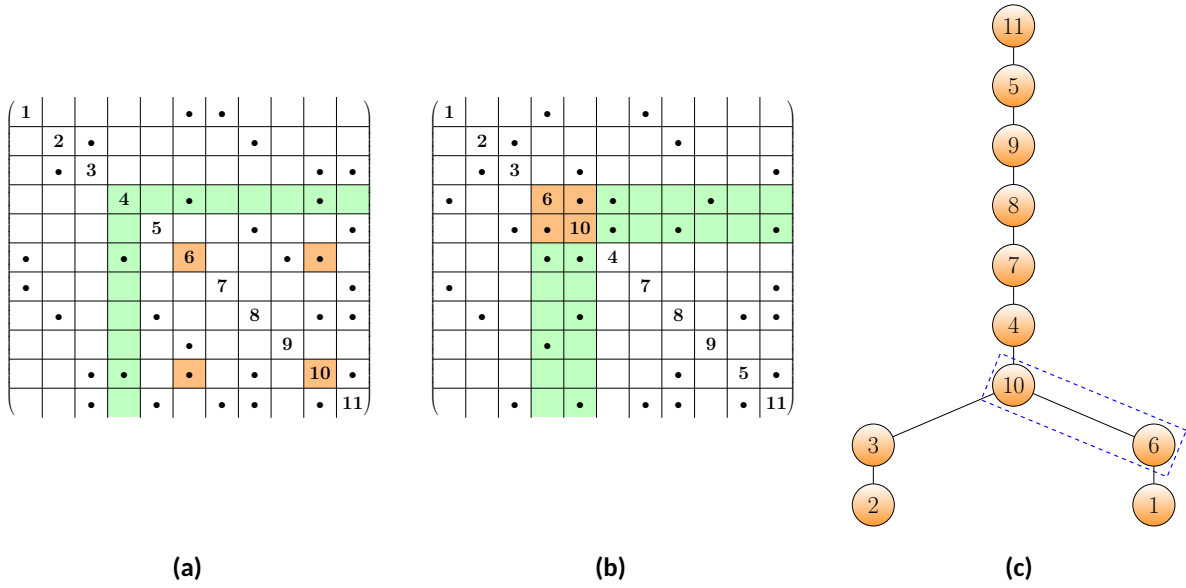 1 • •
2 • •
• 3 • •
4 • •
5 • •
• • 6 • •
• 7 •
• • 8 • •
• 9
• • • • 10 •
• • • • • 11
(a)
1 • •
2 • •
• 3 • •
• 6 • • •
• • 10 • • •
• • 4
• 7 •
• • 8 • •
• 9
• 5 •
• • • • • 11
(b)
11
5
9
8
7
4
10
3 6
2 1
(c)